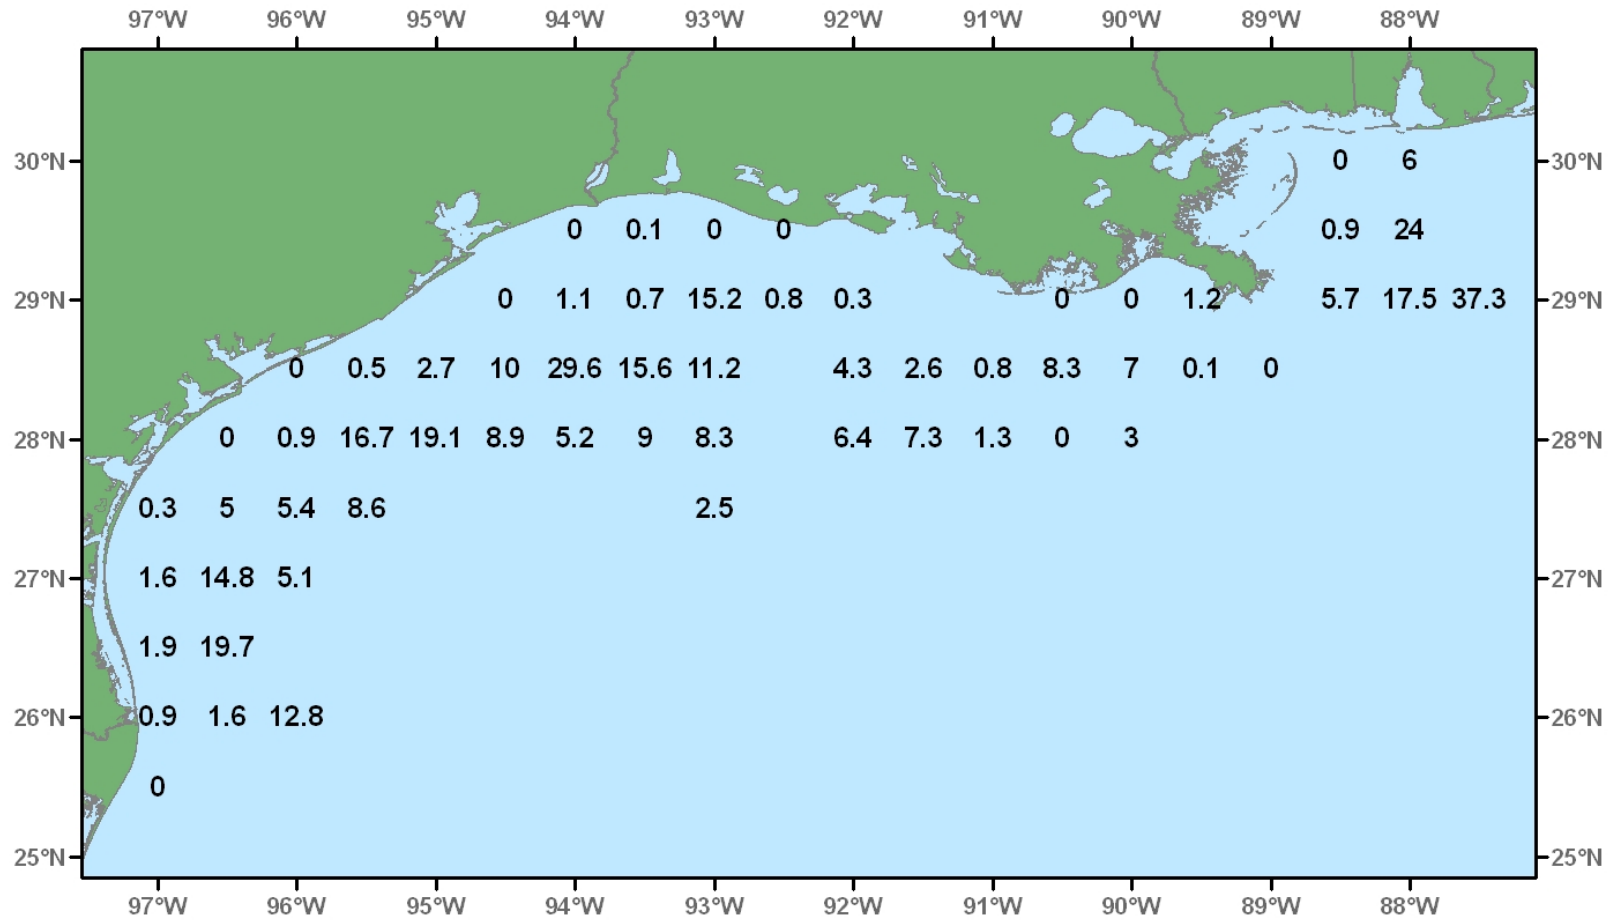 97°W 96°W 95°W 94°W 93°W 92°W 91°W 90°W 89°W 88°W
30°N 0 6 30°N
0 0.1 0 0 0.9 24
29°N 0 1.1 0.7 15.2 0.8 0.3 0 0 1.2 5.7 17.5 37.3 29°N
0 0.5 2.7 10 29.6 15.6 11.2 4.3 2.6 0.8 8.3 7 0.1 0
28°N 0 0.9 16.7 19.1 8.9 5.2 9 8.3 6.4 7.3 1.3 0 3 28°N
0.3 5 5.4 8.6 2.5
27°N 1.6 14.8 5.1 27°N
1.9 19.7
26°N 0.9 1.6 12.8 26°N
0
25°N 25°N
97°W 96°W 95°W 94°W 93°W 92°W 91°W 90°W 89°W 88°W